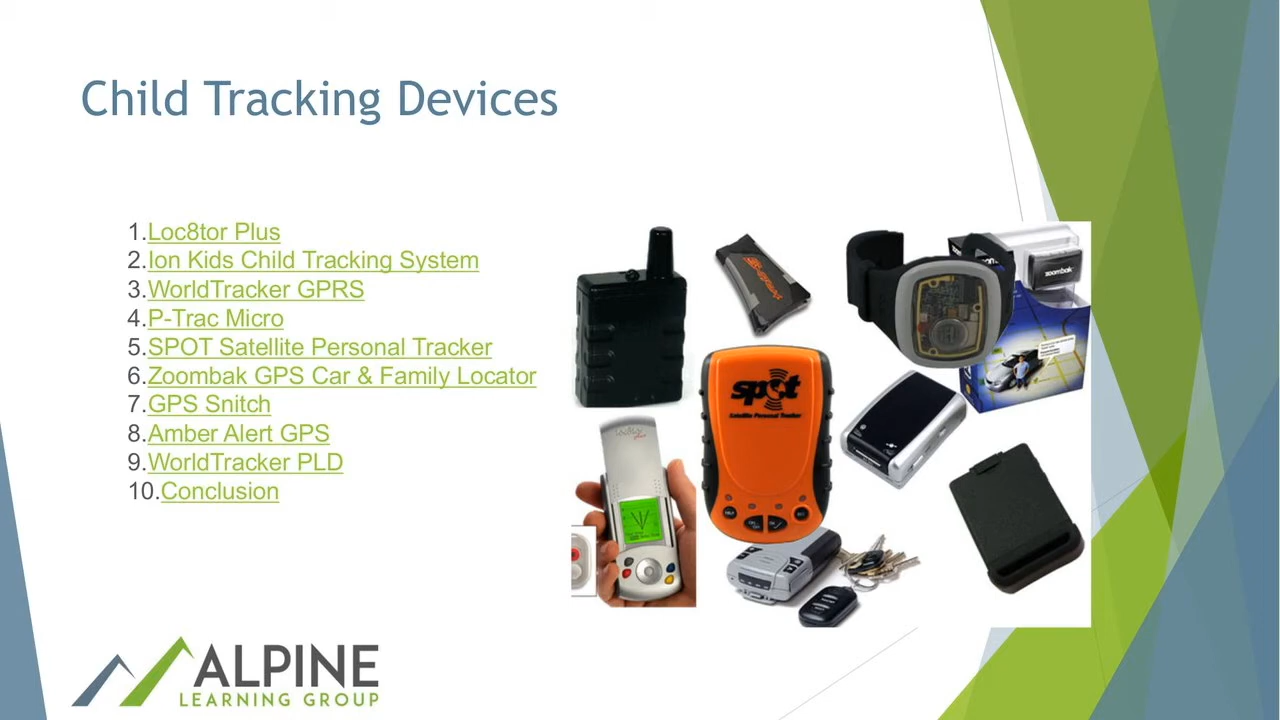 Child Tracking Devices
1.Loc8tor Plus
2.Ion Kids Child Tracking System
3.WorldTracker GPRS
4.P-Trac Micro
5.SPOT Satellite Personal Tracker
6.Zoombak GPS Car & Family Locator
7.GPS Snitch
8.Amber Alert GPS
9.WorldTracker PLD
10.Conclusion
zoombak
spot
Satellite Personal Tracker
ALPINE
LEARNING GROUP